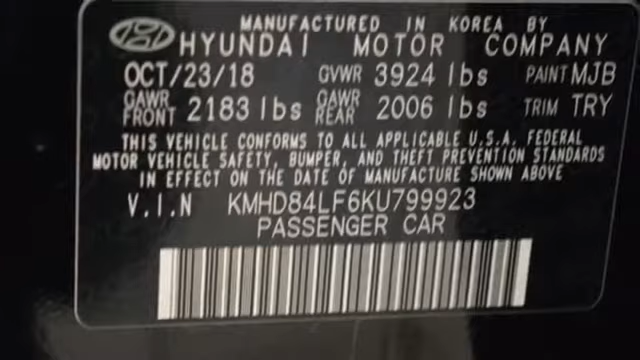 MANUFACTURED IN KOREA BY
HYUNDAI MOTOR COMPANY
OCT/23/18 GVWR 3924 lbs PAINT MJB
GAWR FRONT 2183 lbs GAWR REAR 2006 lbs TRIM TRY
THIS VEHICLE CONFORMS TO ALL APPLICABLE U.S.A. FEDERAL
MOTOR VEHICLE SAFETY, BUMPER, AND THEFT PREVENTION STANDARDS
IN EFFECT ON THE DATE OF MANUFACTURE SHOWN ABOVE
V.I.N KMHD84LF6KU799923
PASSENGER CAR